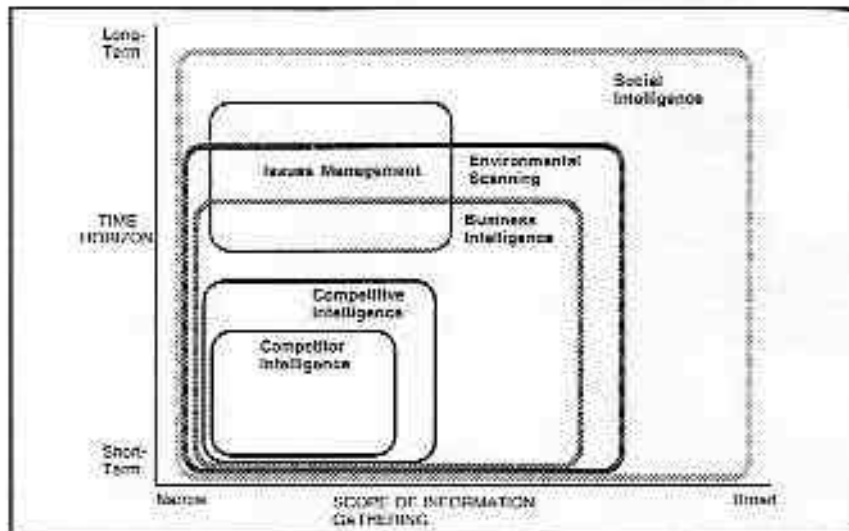 Long-
Term
Social
Intelligence
Issues Management
Environmental
Scanning
TIME
HORIZON
Business
Intelligence
Competitive
Intelligence
Competitor
Intelligence
Short-
Term
Narrow
SCOPE OF INFORMATION
GATHERING
Broad